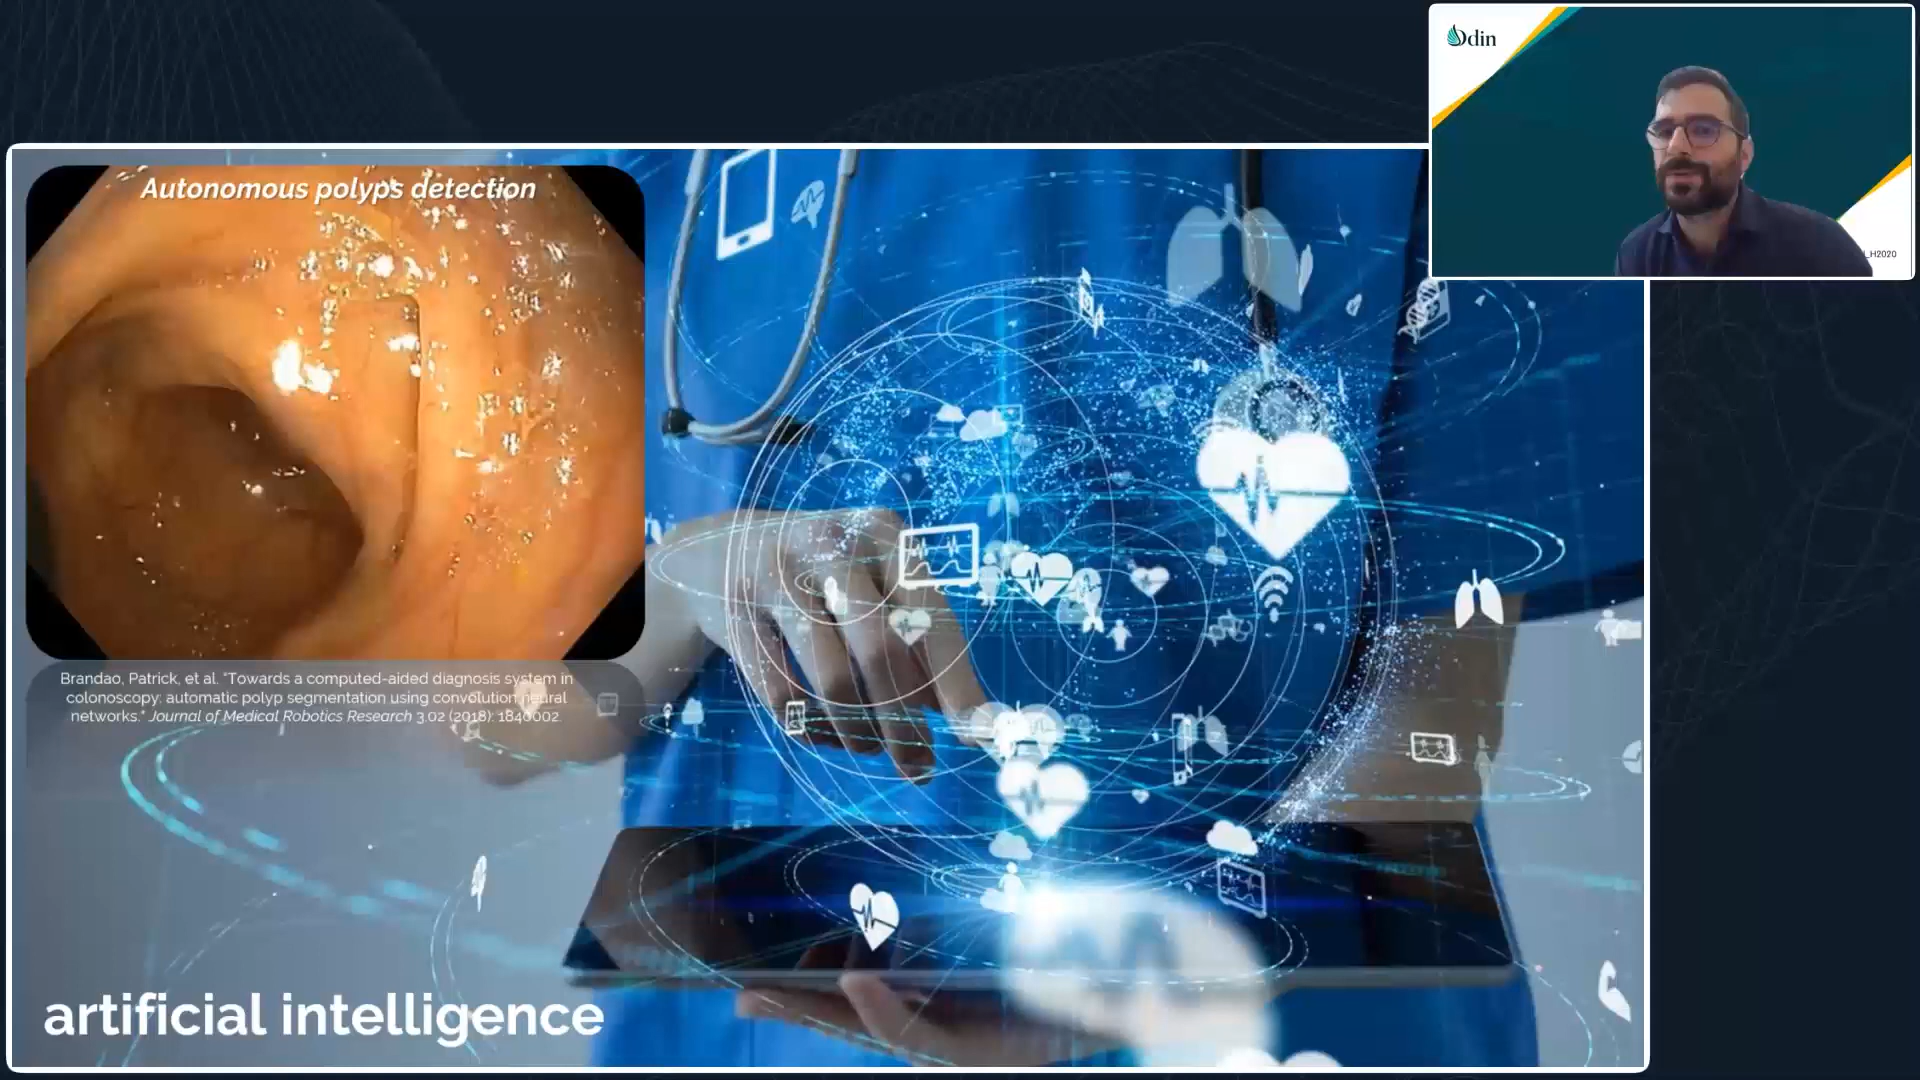 Odin
Autonomous polyps detection
_H2020
Brandao, Patrick, et al. "Towards a computed-aided diagnosis system in
colonoscopy: automatic polyp segmentation using convolution neural
networks." Journal of Medical Robotics Research 3.02 (2018): 1840002.
artificial intelligence